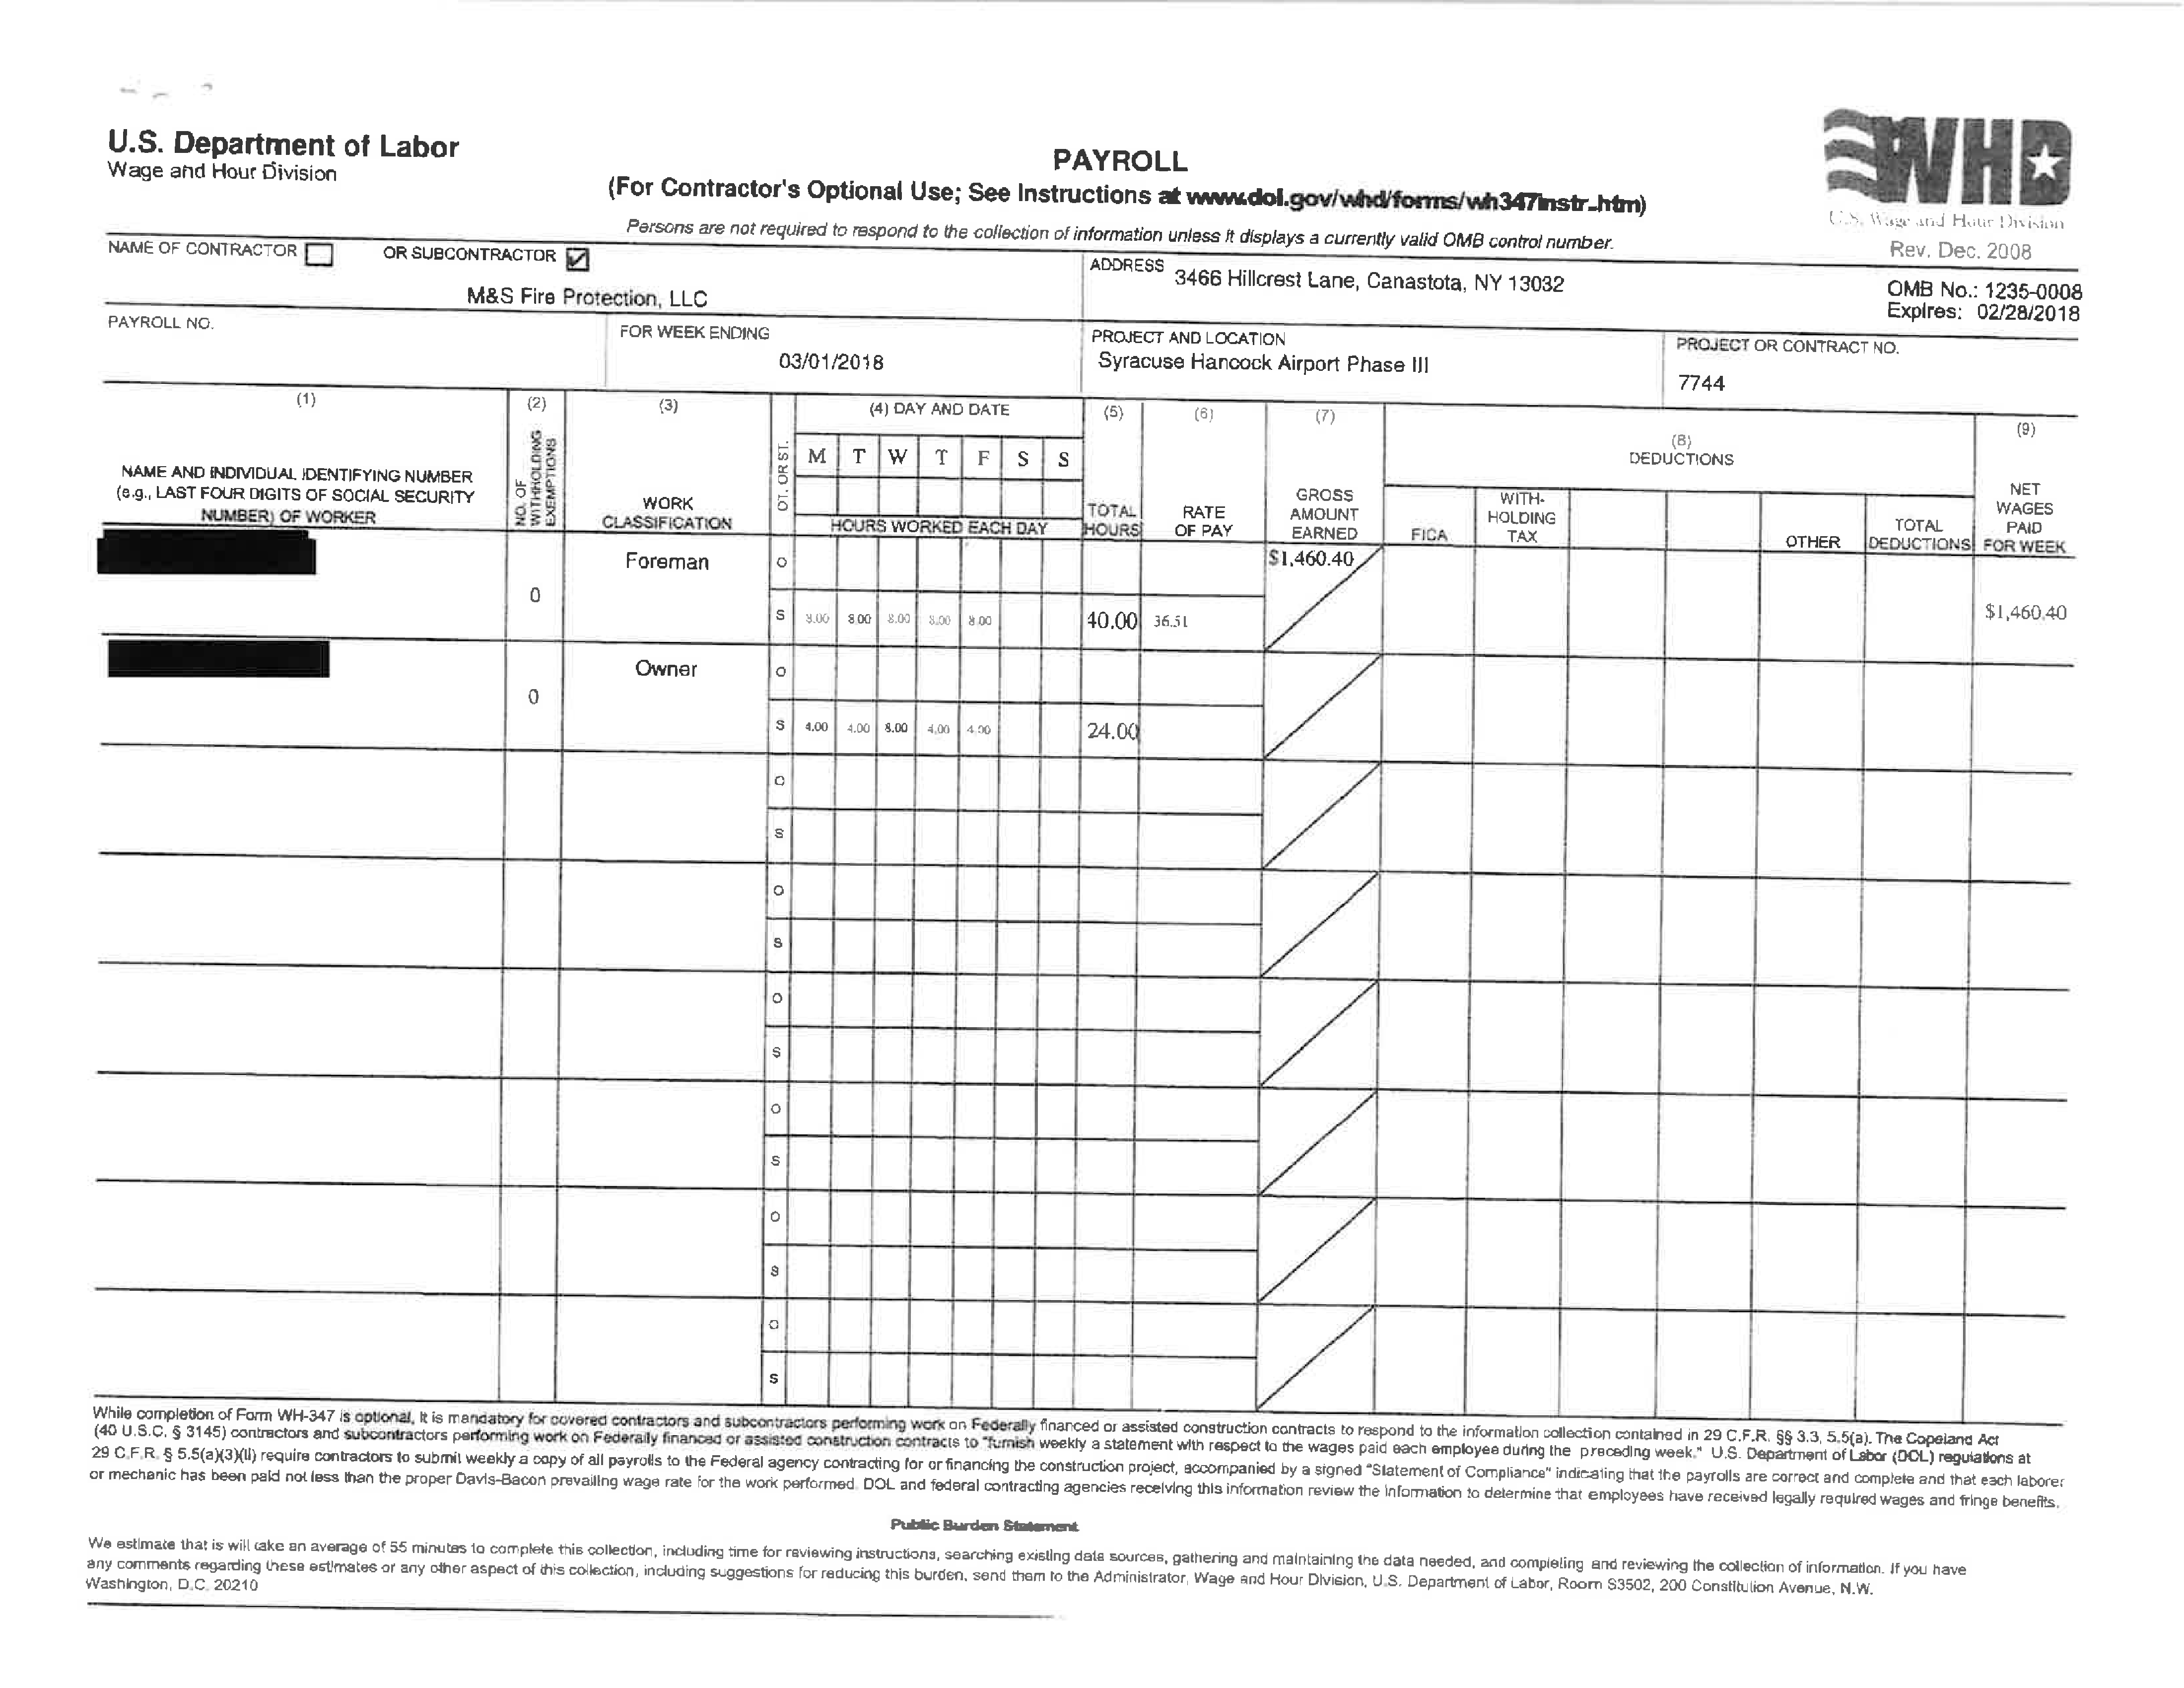 U.S. Department of Labor
Wage and Hour Division
PAYROLL
(For Contractor's Optional Use; See Instructions at www.dol.gov/whd/forms/wh347instr.htm)
Persons are not required to respond to the collection of information unless it displays a currently valid OMB control number.
WHD
U.S. Wage and Hour Division
Rev. Dec. 2008
NAME OF CONTRACTOR OR SUBCONTRACTOR
M&S Fire Protection, LLC
ADDRESS 3466 Hillcrest Lane, Canastota, NY 13032
OMB No.: 1235-0008
Expires: 02/28/2018
PAYROLL NO.
FOR WEEK ENDING
03/01/2018
PROJECT AND LOCATION
Syracuse Hancock Airport Phase III
PROJECT OR CONTRACT NO.
7744
(1)
NAME AND INDIVIDUAL IDENTIFYING NUMBER
(e.g., LAST FOUR DIGITS OF SOCIAL SECURITY
NUMBER) OF WORKER
(2)
NO. OF
WITHHOLDING
EXEMPTIONS
(3)
WORK
CLASSIFICATION
OT. OR ST.
(4) DAY AND DATE
M T W T F S S
HOURS WORKED EACH DAY
(5)
TOTAL
HOURS
(6)
RATE
OF PAY
(7)
GROSS
AMOUNT
EARNED
(8)
DEDUCTIONS
FICA
WITH-
HOLDING
TAX
OTHER
TOTAL
DEDUCTIONS
(9)
NET
WAGES
PAID
FOR WEEK
0
Foreman
O
$1,460.40
S 8.00 8.00 8.00 8.00 8.00 40.00 36.51
$1,460.40
0
Owner
O
S 4.00 4.00 8.00 4.00 4.00 24.00
O
S
O
S
O
S
O
S
O
S
O
S
While completion of Form WH-347 is optional, it is mandatory for covered contractors and subcontractors performing work on Federally financed or assisted construction contracts to respond to the information collection contained in 29 C.F.R. §§ 3.3, 5.5(a). The Copeland Act
(40 U.S.C. § 3145) contractors and subcontractors performing work on Federally financed or assisted construction contracts to "furnish weekly a statement with respect to the wages paid each employee during the preceding week." U.S. Department of Labor (DOL) regulations at
29 C.F.R. § 5.5(a)(3)(ii) require contractors to submit weekly a copy of all payrolls to the Federal agency contracting for or financing the construction project, accompanied by a signed "Statement of Compliance" indicating that the payrolls are correct and complete and that each laborer
or mechanic has been paid not less than the proper Davis-Bacon prevailing wage rate for the work performed. DOL and federal contracting agencies receiving this information review the information to determine that employees have received legally required wages and fringe benefits.
Public Burden Statement
We estimate that is will take an average of 55 minutes to complete this collection, including time for reviewing instructions, searching existing data sources, gathering and maintaining the data needed, and completing and reviewing the collection of information. If you have
any comments regarding these estimates or any other aspect of this collection, including suggestions for reducing this burden, send them to the Administrator, Wage and Hour Division, U.S. Department of Labor, Room S3502, 200 Constitution Avenue, N.W.
Washington, D.C. 20210